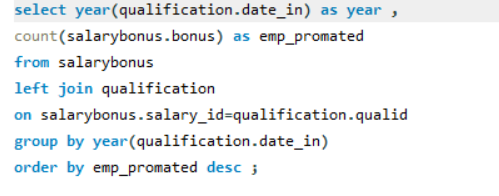 select year(qualification.date_in) as year ,
count(salarybonus.bonus) as emp_promated
from salarybonus
left join qualification
on salarybonus.salary_id=qualification.qualid
group by year(qualification.date_in)
order by emp_promated desc ;